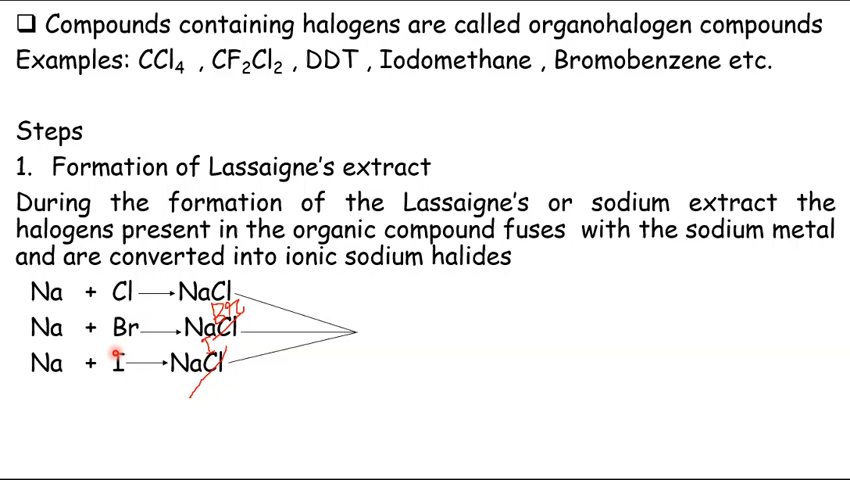 ❑ Compounds containing halogens are called organohalogen compounds
Examples: CCl₄ , CF₂Cl₂ , DDT , Iodomethane , Bromobenzene etc.
Steps
1. Formation of Lassaigne's extract
During the formation of the Lassaigne's or sodium extract the
halogens present in the organic compound fuses with the sodium metal
and are converted into ionic sodium halides
Na + Cl → NaCl
Br
Na + Br → NaCl
I
Na + I → NaCl